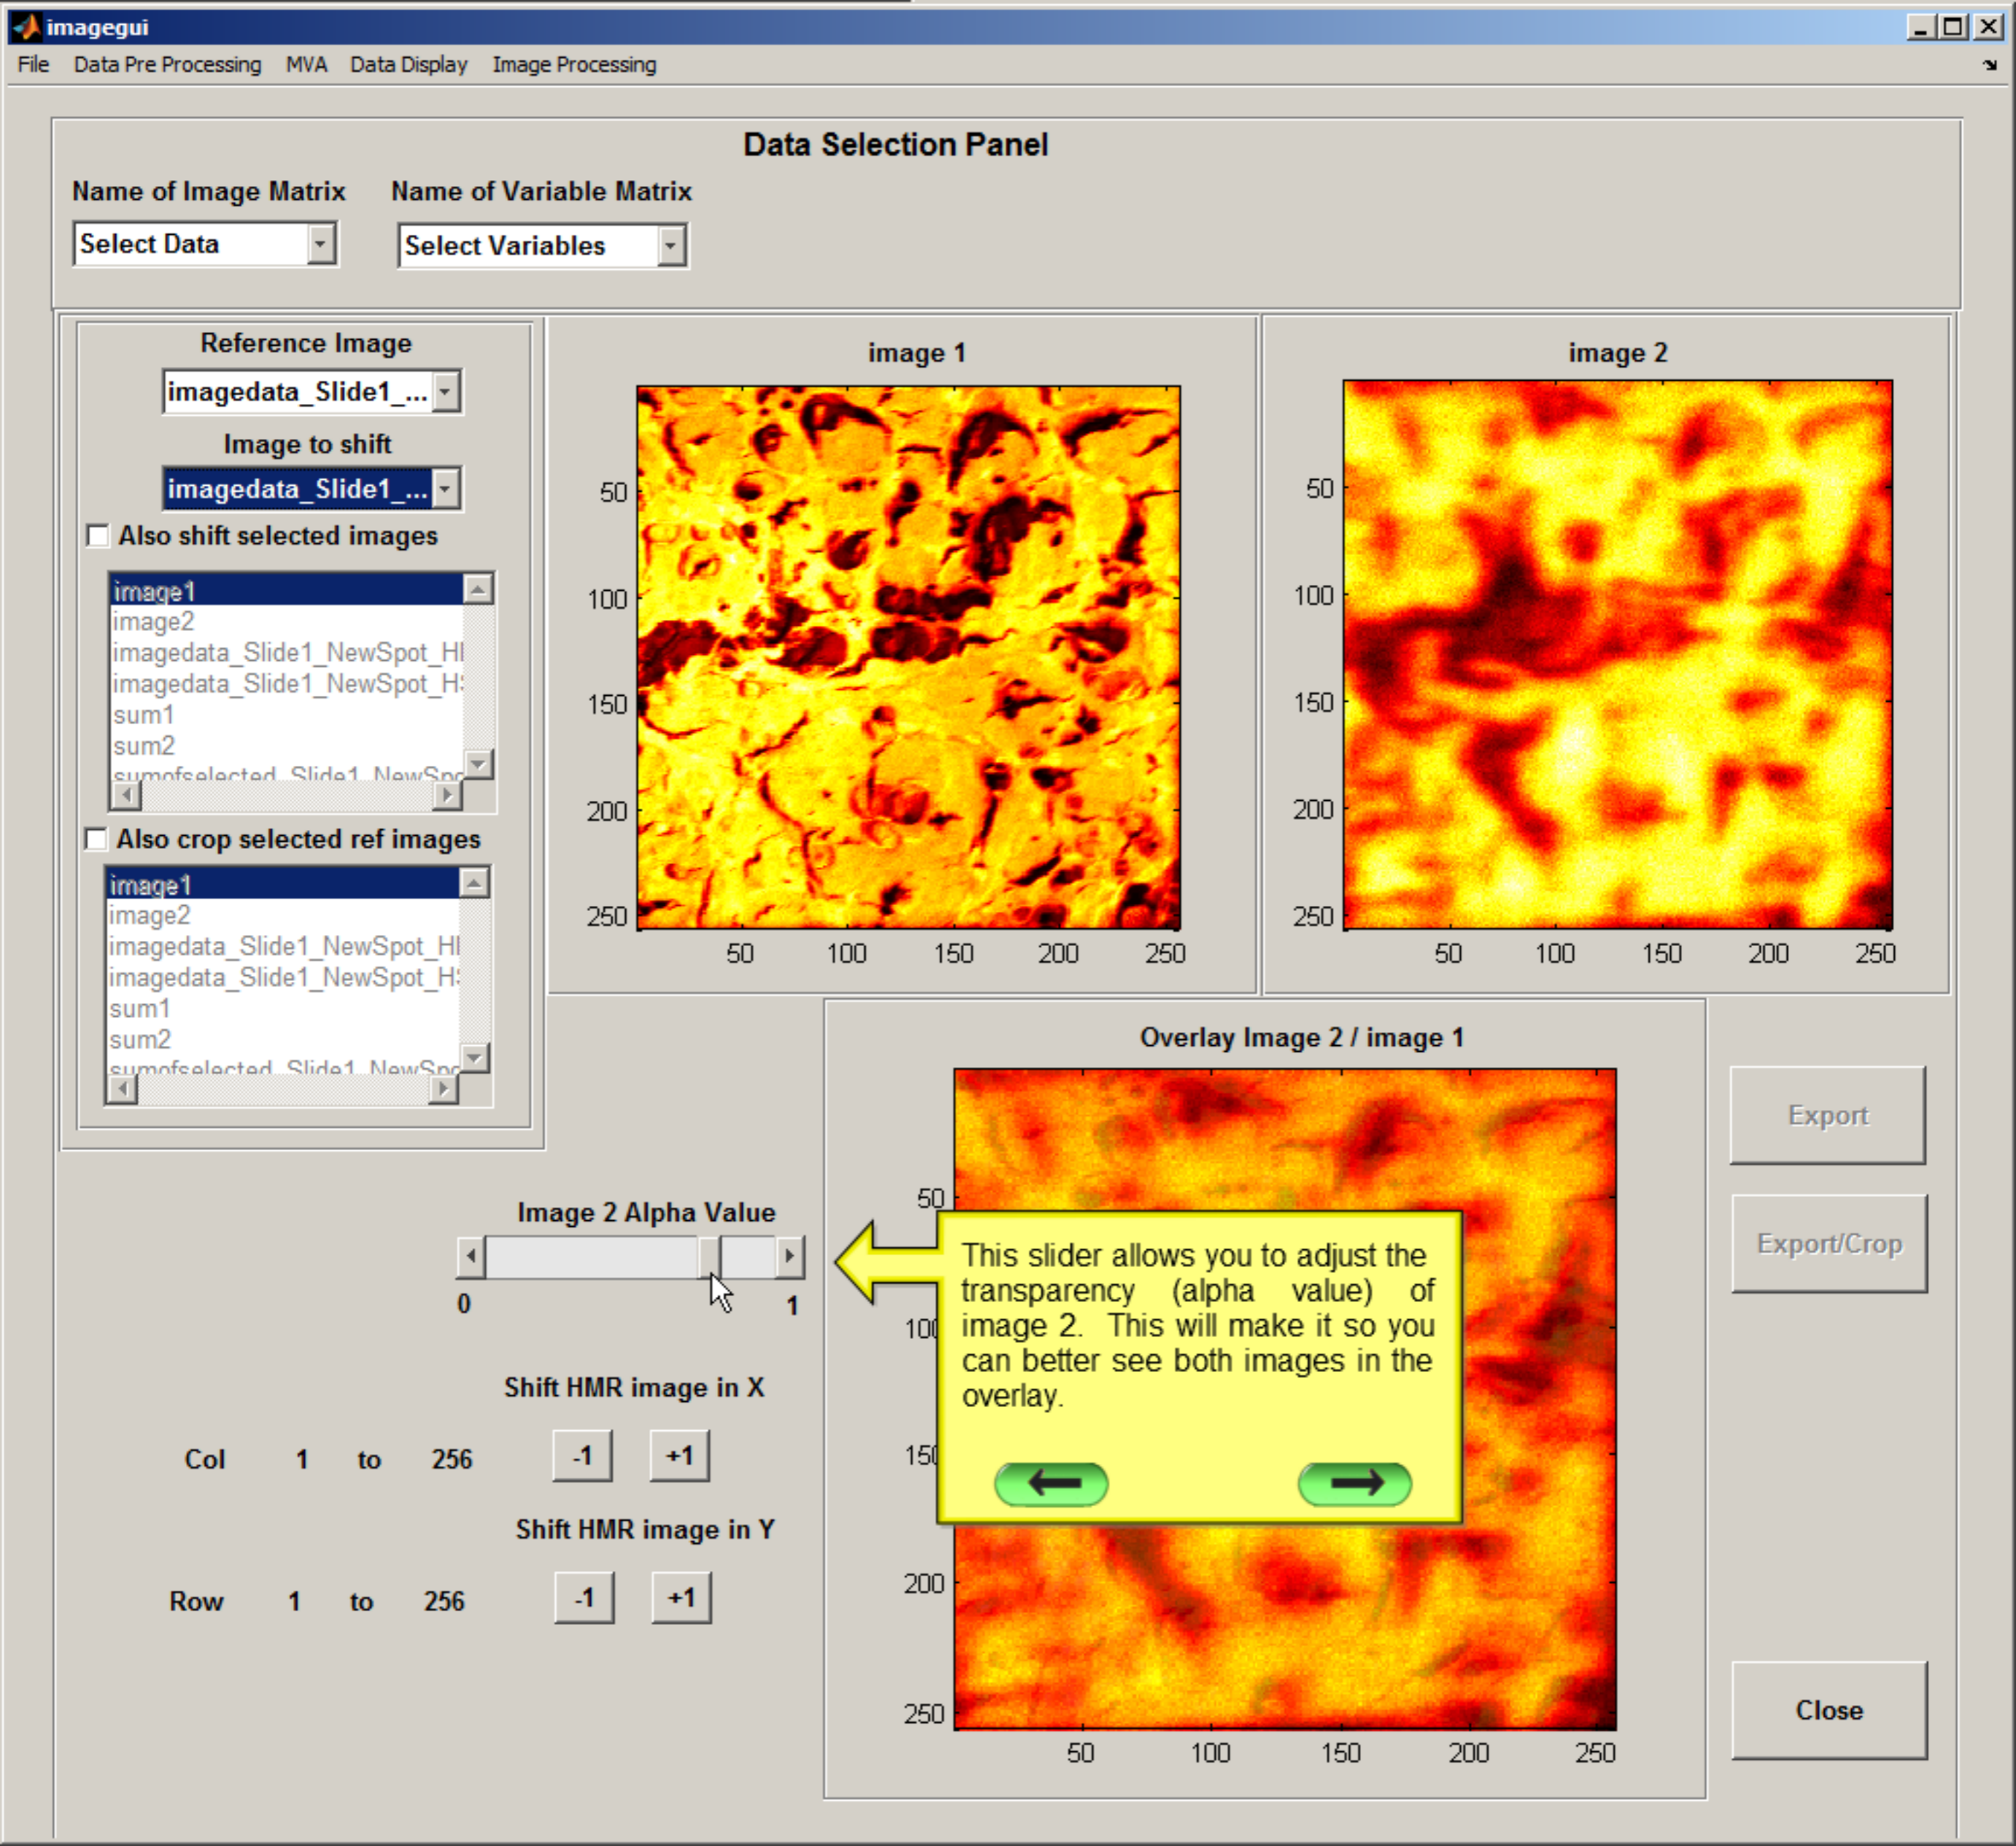 imagegui
File Data Pre Processing MVA Data Display Image Processing
Data Selection Panel
Name of Image Matrix Name of Variable Matrix
Select Data Select Variables
Reference Image
imagedata_Slide1_...
Image to shift
imagedata_Slide1_...
Also shift selected images
image1
image2
imagedata_Slide1_NewSpot_HI
imagedata_Slide1_NewSpot_H
sum1
sum2
sumofselected_Slide1_NewSpo
Also crop selected ref images
image1
image2
imagedata_Slide1_NewSpot_HI
imagedata_Slide1_NewSpot_H
sum1
sum2
sumofselected_Slide1_NewSpo
image 1
50
100
150
200
250
50 100 150 200 250
image 2
50
100
150
200
250
50 100 150 200 250
Overlay Image 2 / image 1
50
100
150
200
250
50 100 150 200 250
Image 2 Alpha Value
0 1
This slider allows you to adjust the
transparency (alpha value) of
image 2. This will make it so you
can better see both images in the
overlay.
Shift HMR image in X
Col 1 to 256 -1 +1
Shift HMR image in Y
Row 1 to 256 -1 +1
Export
Export/Crop
Close